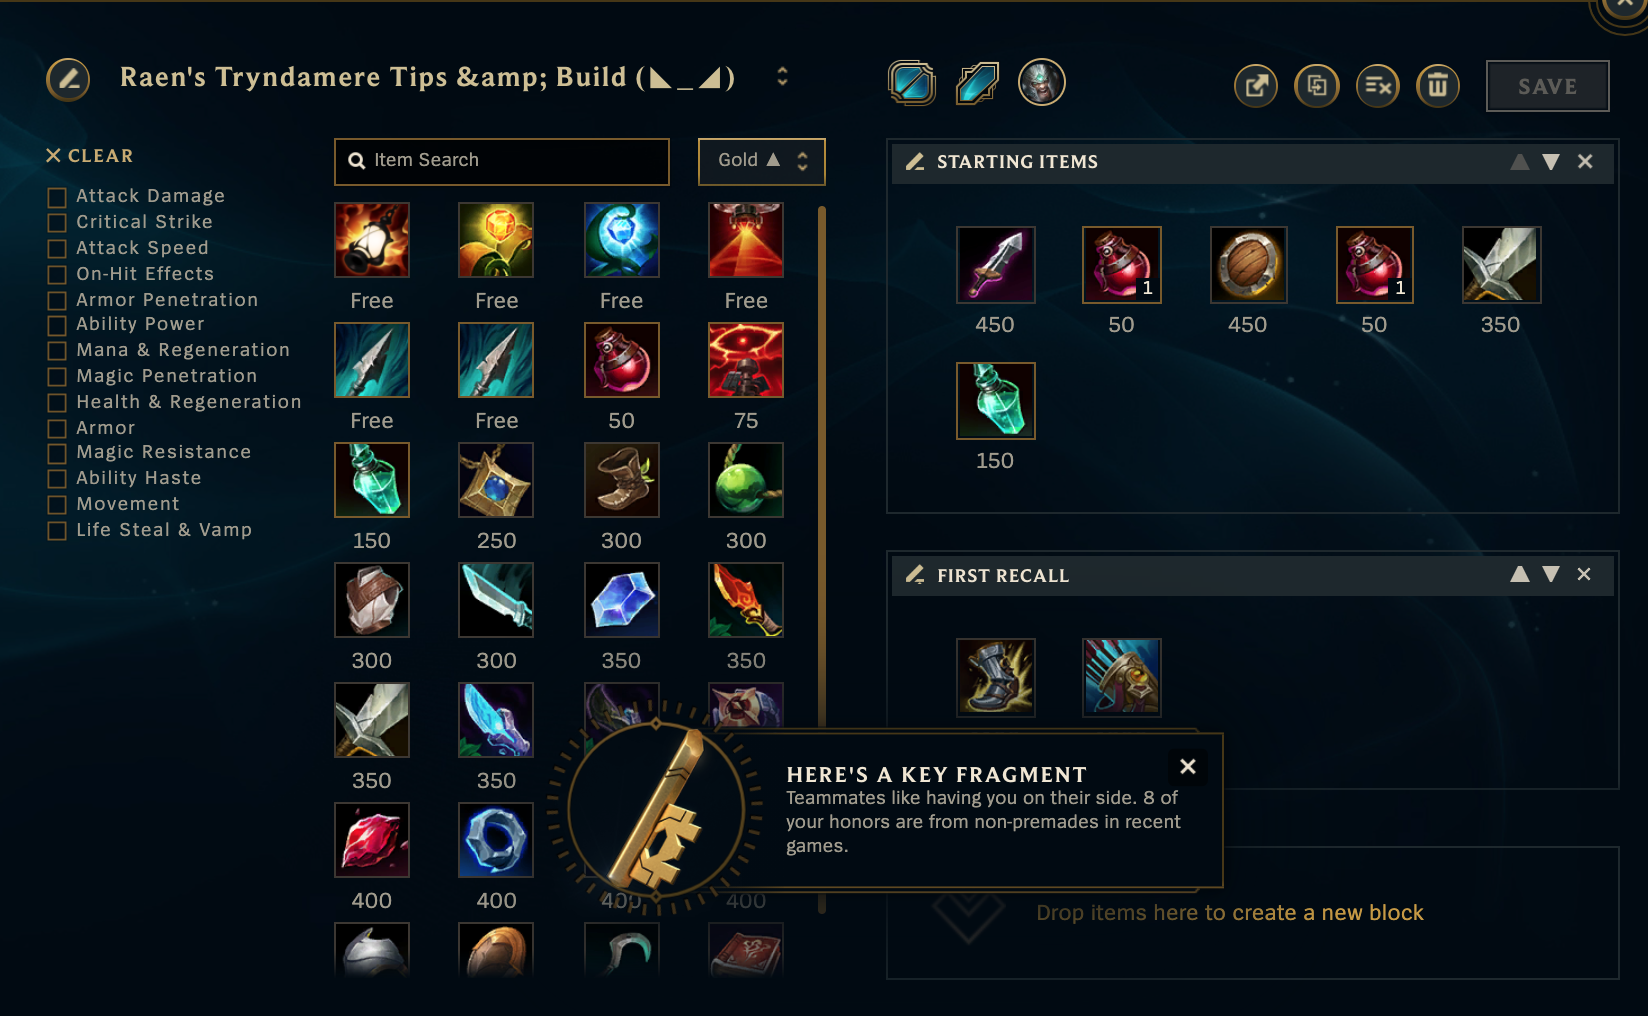 Raen's Tryndamere Tips &amp; Build (◣_◢)
SAVE
CLEAR
Attack Damage
Critical Strike
Attack Speed
On-Hit Effects
Armor Penetration
Ability Power
Mana & Regeneration
Magic Penetration
Health & Regeneration
Armor
Magic Resistance
Ability Haste
Movement
Life Steal & Vamp
Item Search
Gold ▲
Free Free Free Free
Free Free 50 75
150 250 300 300
300 300 350 350
350 350
400 400 400 400
STARTING ITEMS
1 1
450 50 450 50 350
150
FIRST RECALL
HERE'S A KEY FRAGMENT
Teammates like having you on their side. 8 of
your honors are from non-premades in recent
games.
Drop items here to create a new block